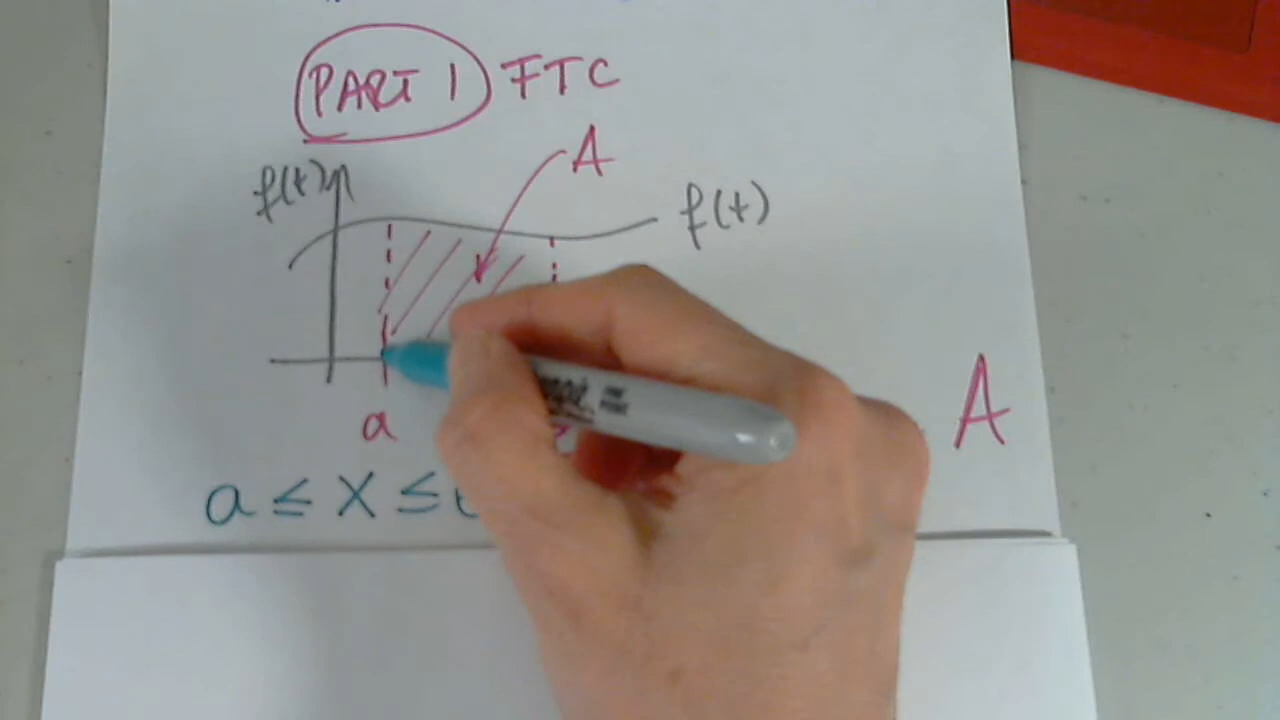 PART 1 FTC
A
f(t)
f(t)
A
a
a ≤ x ≤